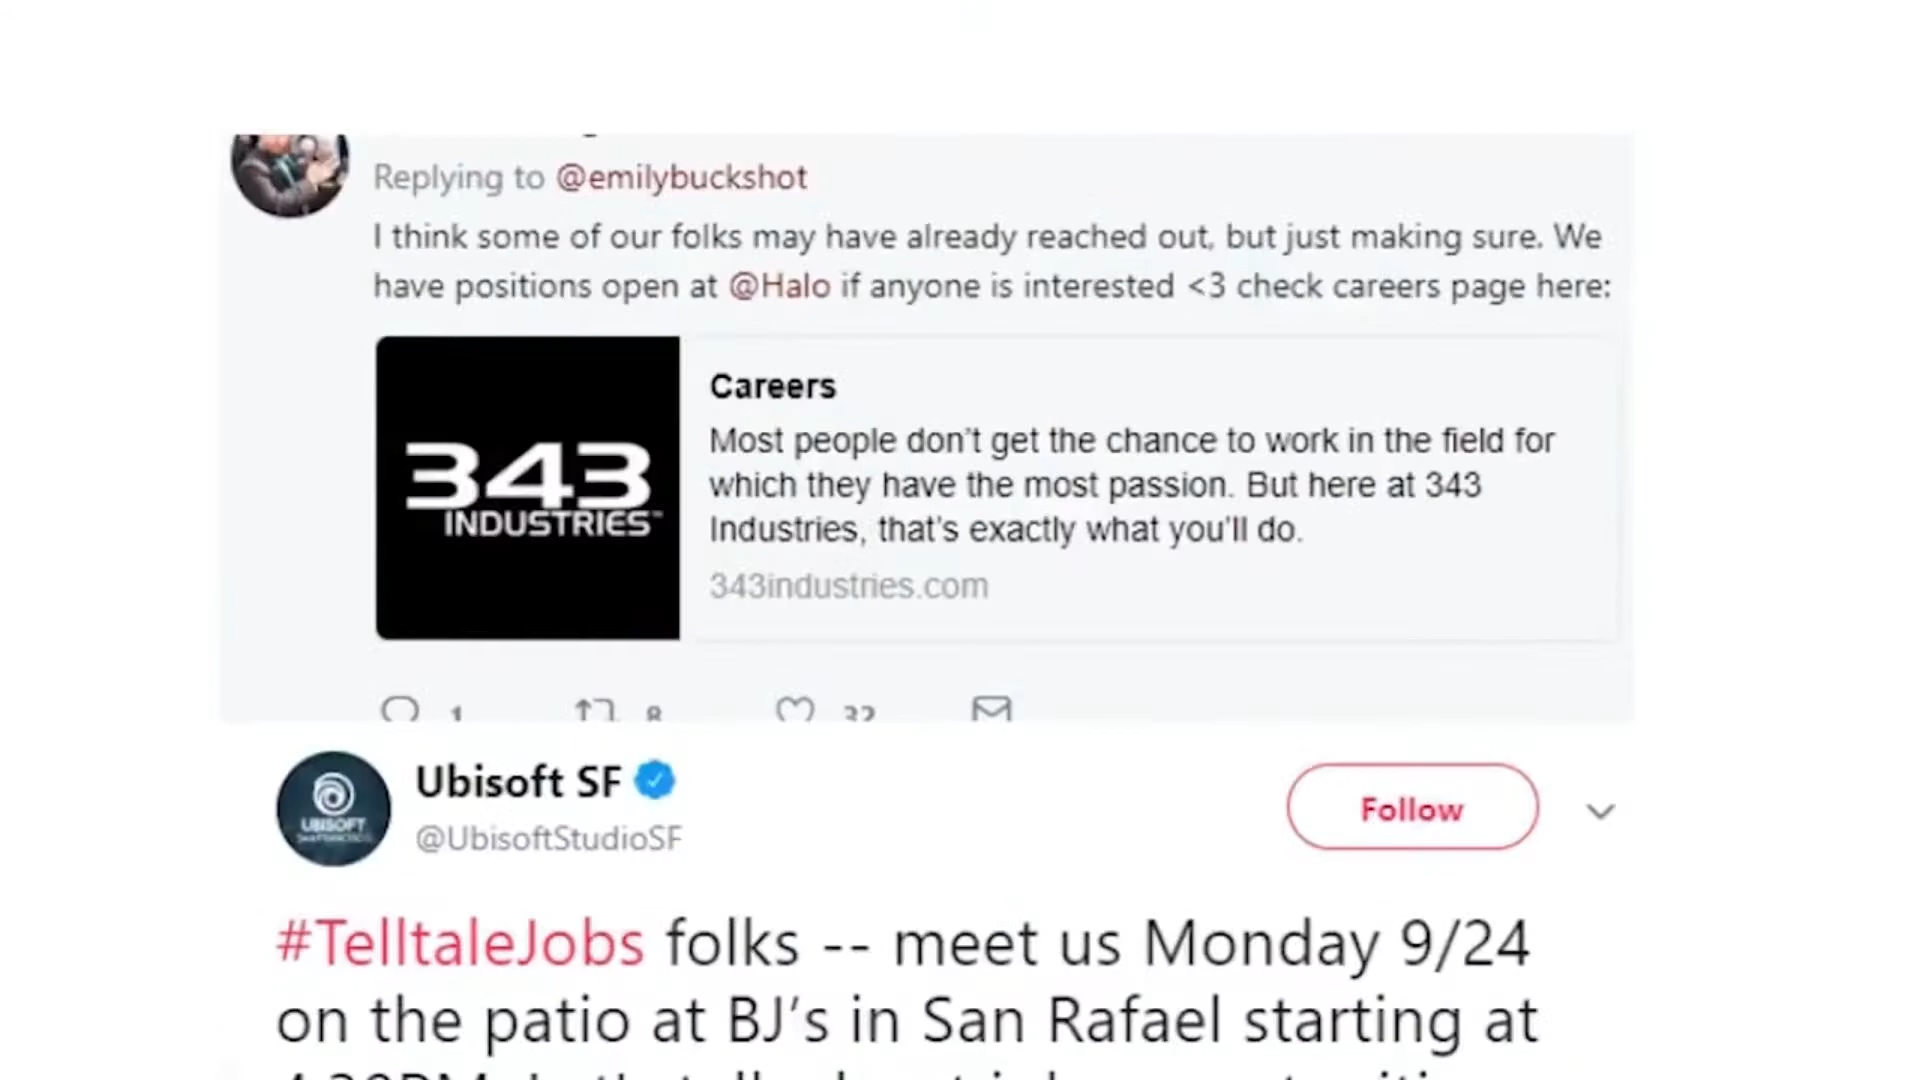 Replying to @emilybuckshot
I think some of our folks may have already reached out, but just making sure. We
have positions open at @Halo if anyone is interested <3 check careers page here:
343
INDUSTRIES™
Careers
Most people don't get the chance to work in the field for
which they have the most passion. But here at 343
Industries, that's exactly what you'll do.
343industries.com
1 8 32
Ubisoft SF
UBISOFT
@UbisoftStudioSF
Follow
#TelltaleJobs folks -- meet us Monday 9/24
on the patio at BJ's in San Rafael starting at